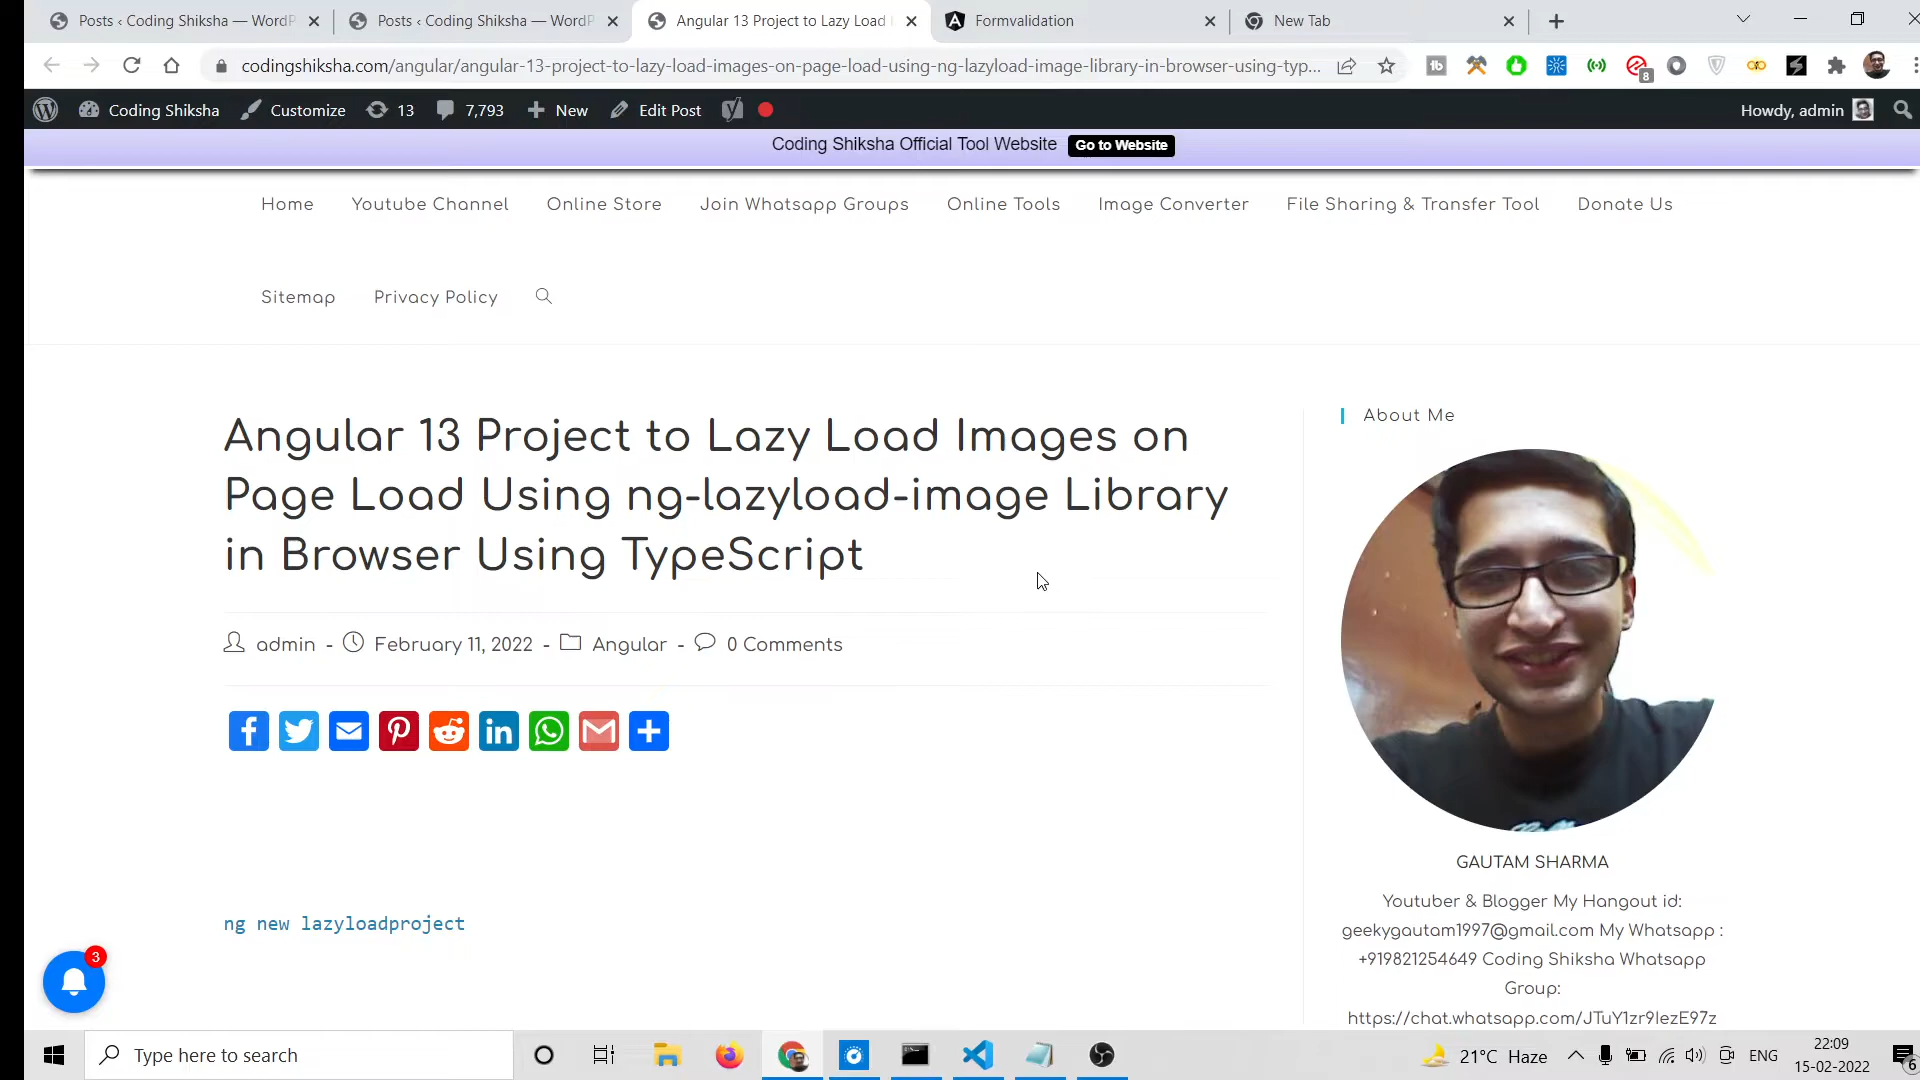 Posts ‹ Coding Shiksha — WordP
Posts ‹ Coding Shiksha — WordP
Angular 13 Project to Lazy Load I
Formvalidation
New Tab
codingshiksha.com/angular/angular-13-project-to-lazy-load-images-on-page-load-using-ng-lazyload-image-library-in-browser-using-typ...
8
Coding Shiksha
Customize
13
7,793
New
Edit Post
Howdy, admin
Coding Shiksha Official Tool Website
Go to Website
Home
Youtube Channel
Online Store
Join Whatsapp Groups
Online Tools
Image Converter
File Sharing & Transfer Tool
Donate Us
Sitemap
Privacy Policy
Angular 13 Project to Lazy Load Images on
Page Load Using ng-lazyload-image Library
in Browser Using TypeScript
admin - February 11, 2022 - Angular - 0 Comments
ng new lazyloadproject
3
About Me
GAUTAM SHARMA
Youtuber & Blogger My Hangout id:
geekygautam1997@gmail.com My Whatsapp :
+919821254649 Coding Shiksha Whatsapp
Group:
https://chat.whatsapp.com/JTuY1zr9IezE97z
Type here to search
21°C Haze
ENG
22:09
15-02-2022
6